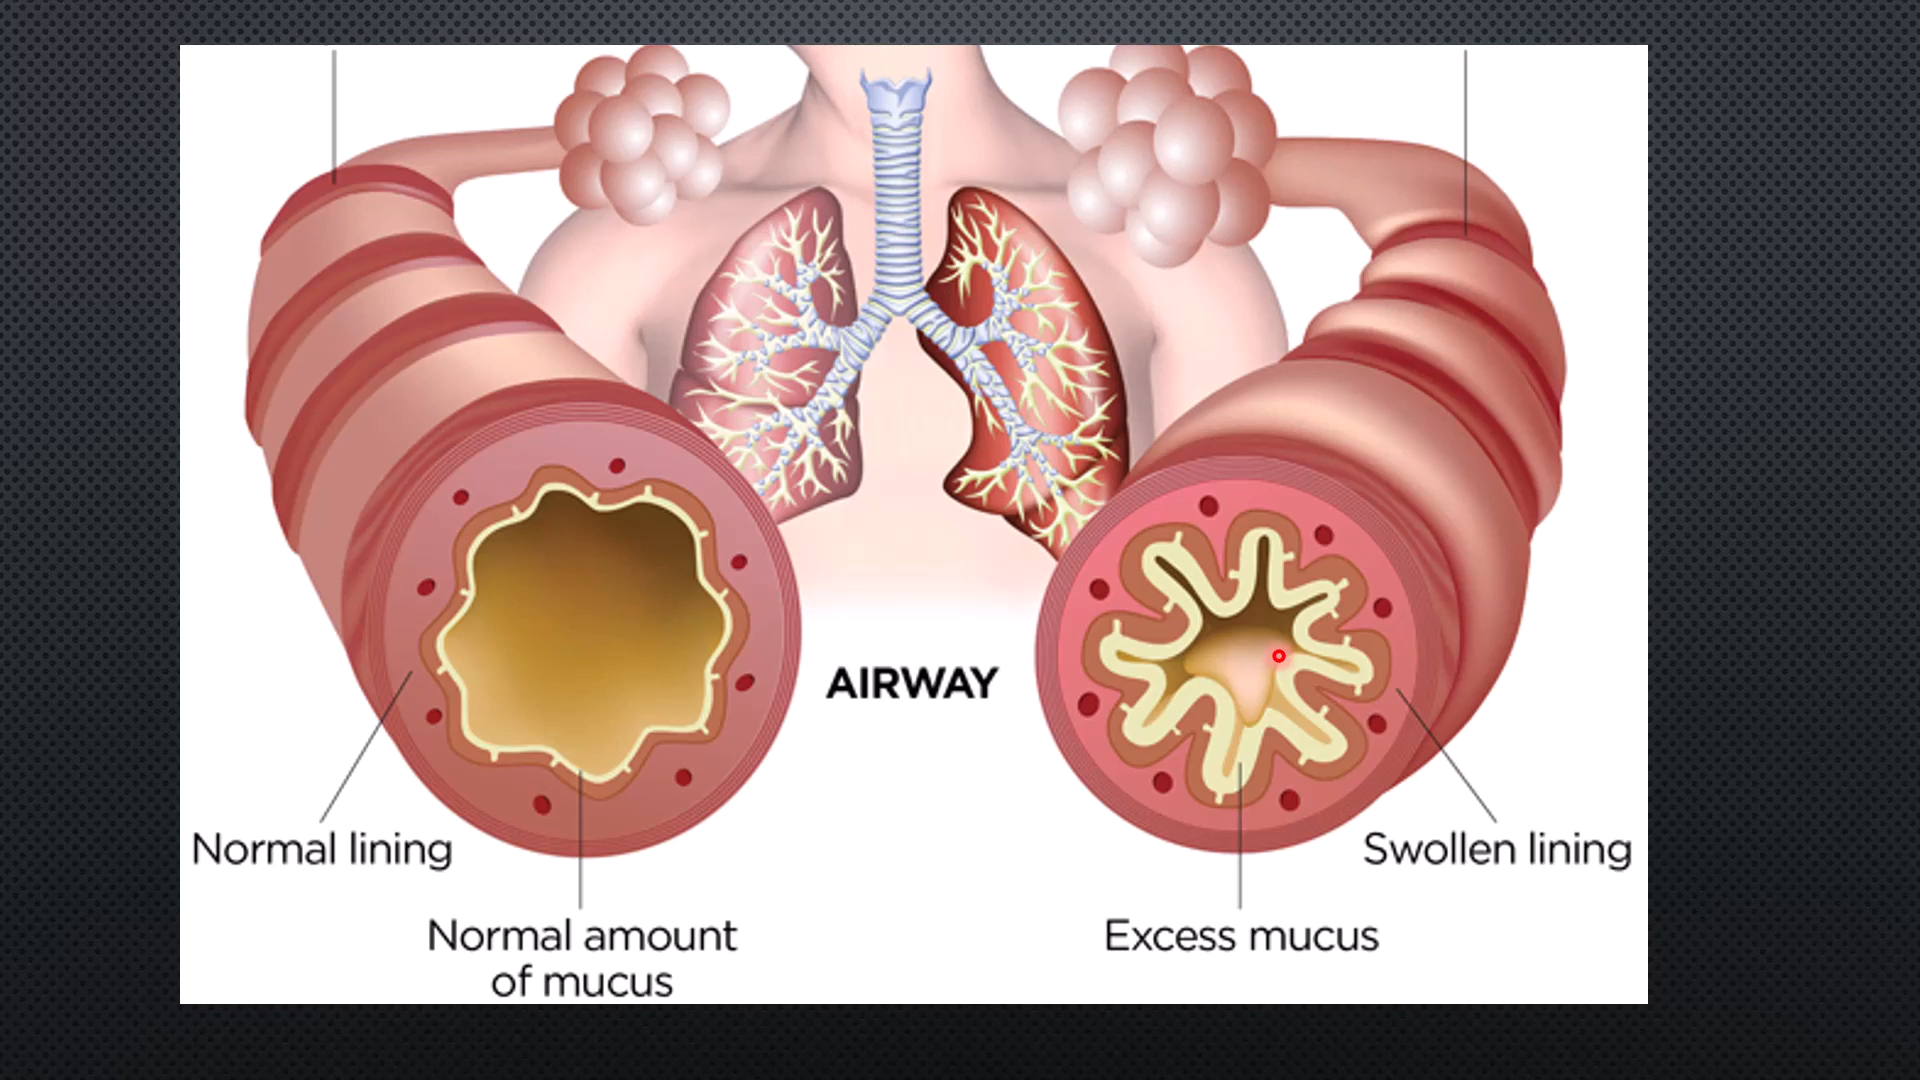 AIRWAY
Normal lining
Swollen lining
Normal amount
of mucus
Excess mucus